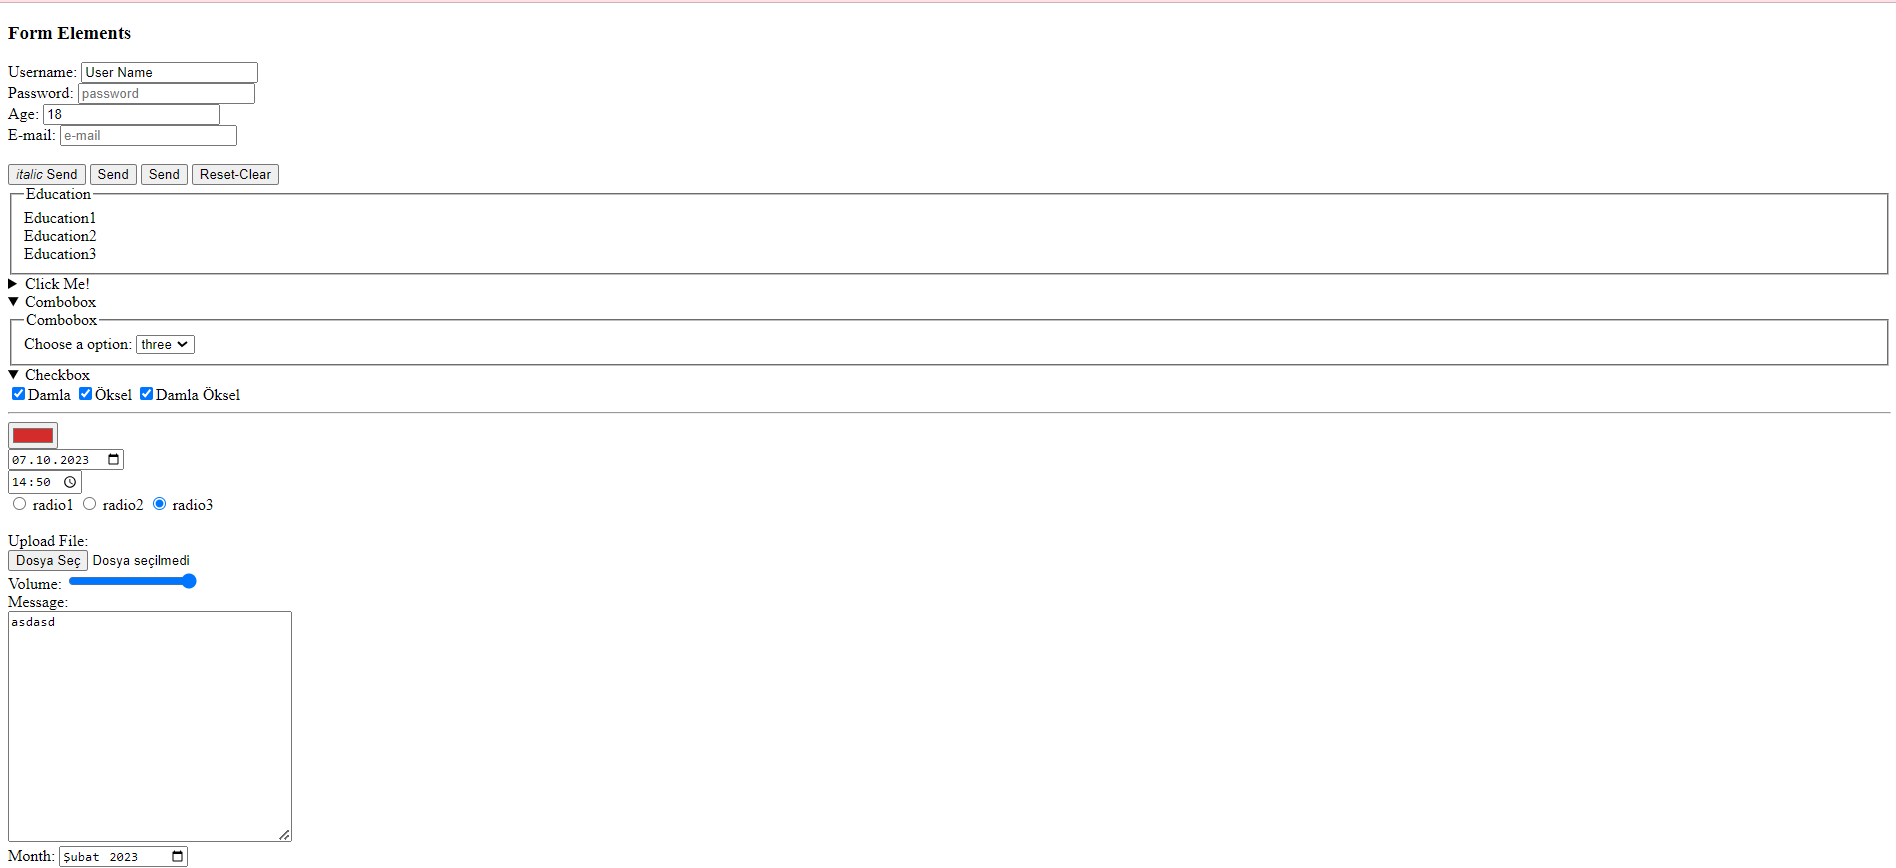 Form Elements
Username: User Name
Password: password
Age: 18
E-mail: e-mail
italic Send Send Send Reset-Clear
Education
Education1
Education2
Education3
Click Me!
Combobox
Combobox
Choose a option: three
Checkbox
Damla Öksel Damla Öksel
07.10.2023
14:50
radio1 radio2 radio3
Upload File:
Dosya Seç Dosya seçilmedi
Volume:
Message:
asdasd
Month: Şubat 2023